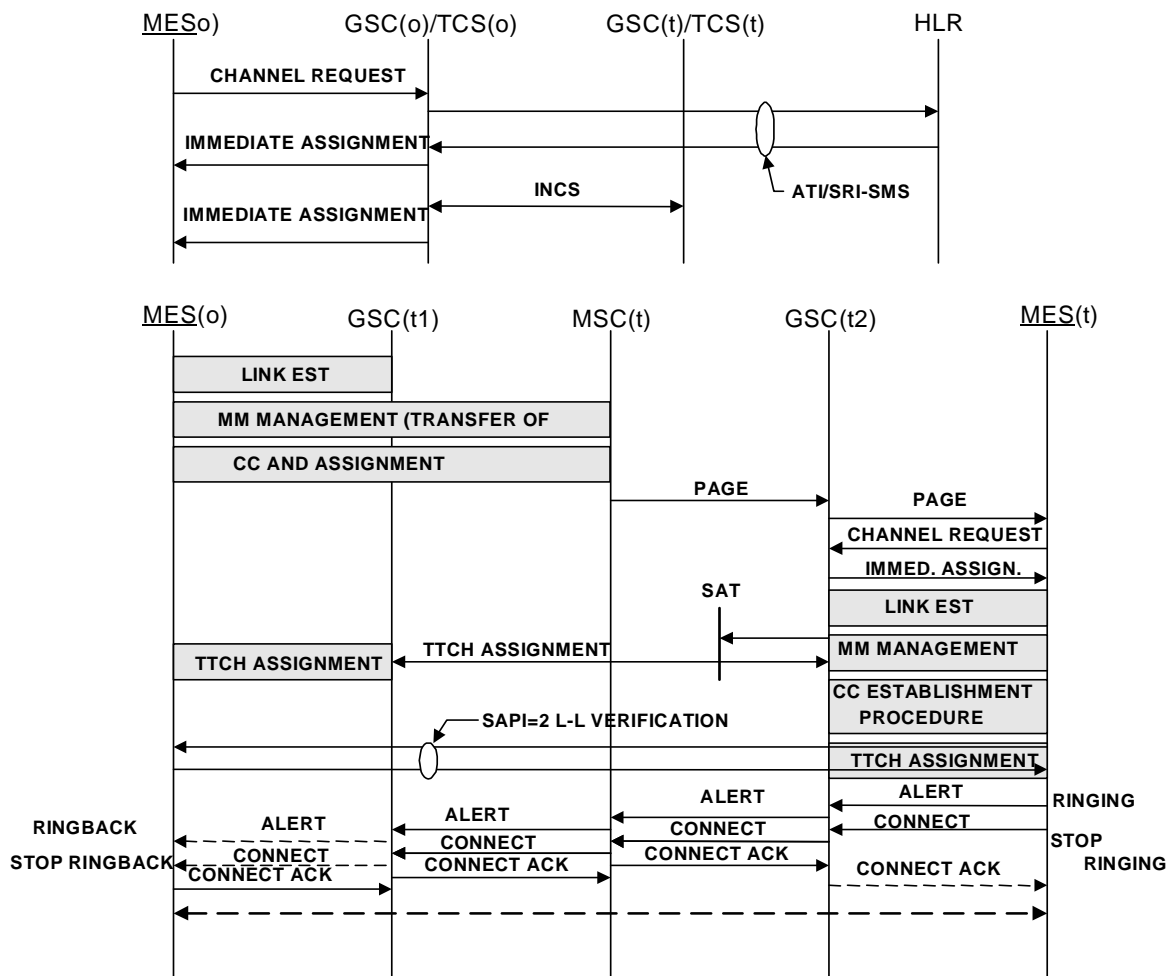 MESo) GSC(o)/TCS(o) GSC(t)/TCS(t) HLR
CHANNEL REQUEST
IMMEDIATE ASSIGNMENT
ATI/SRI-SMS
INCS
IMMEDIATE ASSIGNMENT
MES(o) GSC(t1) MSC(t) GSC(t2) MES(t)
LINK EST
MM MANAGEMENT (TRANSFER OF
CC AND ASSIGNMENT
PAGE
PAGE
CHANNEL REQUEST
IMMED. ASSIGN.
SAT
LINK EST
TTCH ASSIGNMENT
TTCH ASSIGNMENT
MM MANAGEMENT
CC ESTABLISHMENT
PROCEDURE
SAPI=2 L-L VERIFICATION
TTCH ASSIGNMENT
ALERT
ALERT
RINGING
RINGBACK
ALERT
ALERT
CONNECT
CONNECT
STOP
RINGING
STOP RINGBACK
CONNECT
CONNECT
CONNECT ACK
CONNECT ACK
CONNECT ACK
CONNECT ACK